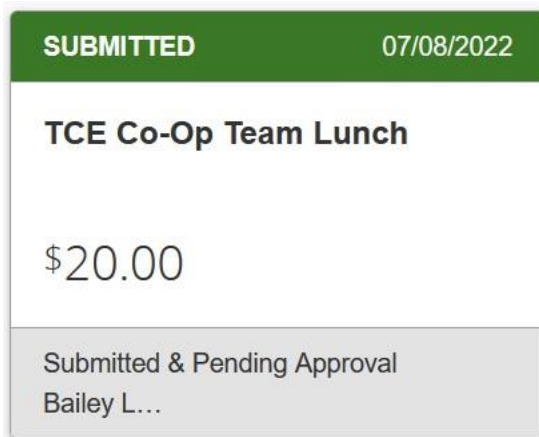 SUBMITTED 07/08/2022
TCE Co-Op Team Lunch
$20.00
Submitted & Pending Approval
Bailey L…